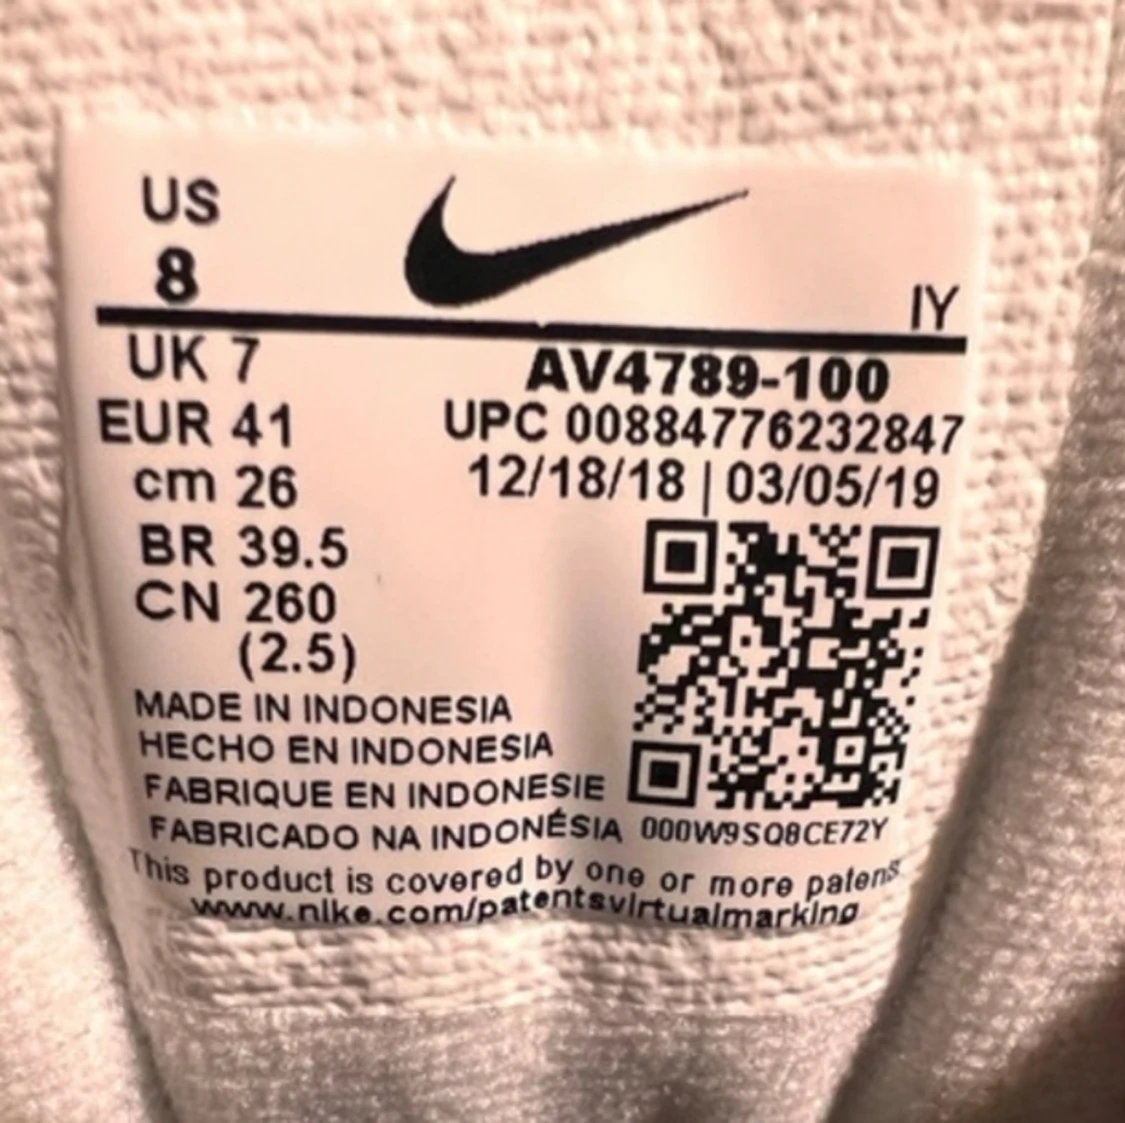 US
8
IY
UK 7
AV4789-100
EUR 41
UPC 00884776232847
cm 26
12/18/18 | 03/05/19
BR 39.5
CN 260
(2.5)
MADE IN INDONESIA
HECHO EN INDONESIA
FABRIQUE EN INDONESIE
FABRICADO NA INDONÉSIA
000W9SQ8CE72Y
This product is covered by one or more patens
www.nike.com/patentsvirtualmarking